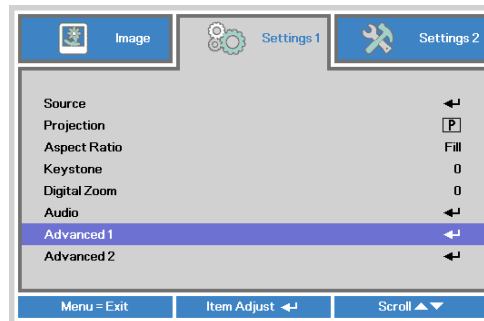 Image Settings 1 Settings 2
Source
Projection P
Aspect Ratio Fill
Keystone 0
Digital Zoom 0
Audio
Advanced 1
Advanced 2
Menu = Exit Item Adjust Scroll